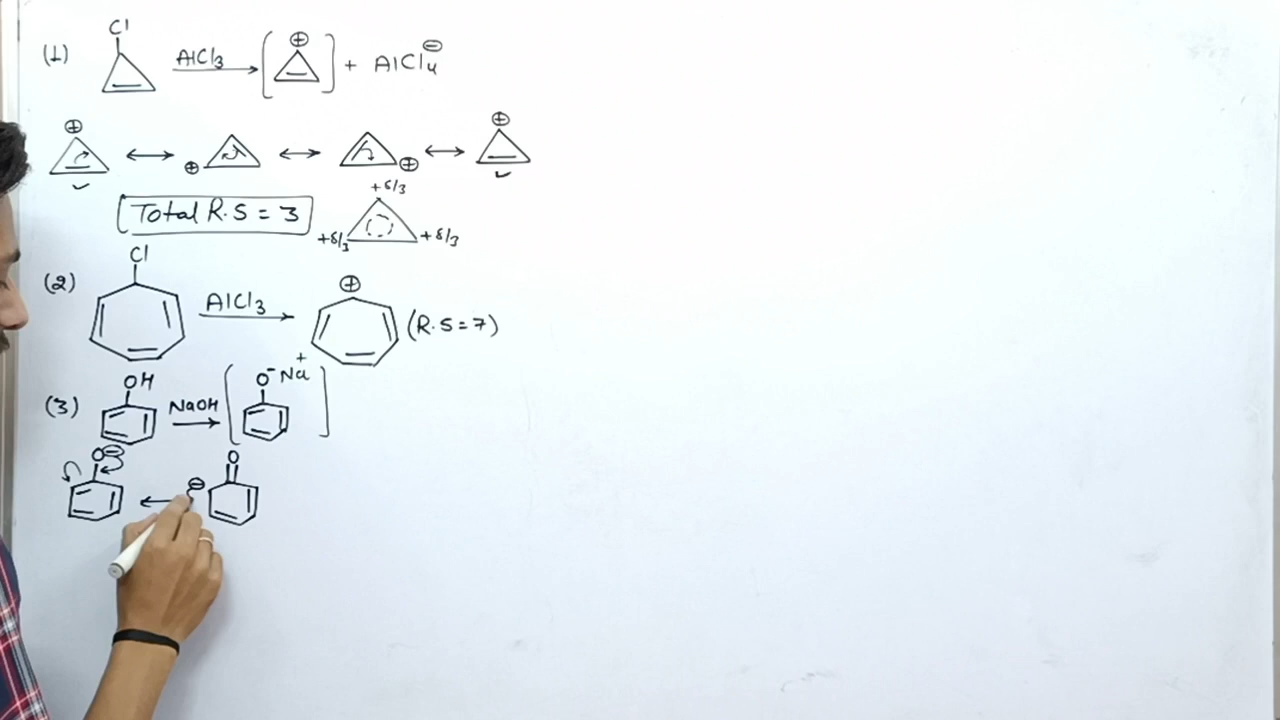 Cl
(1) AlCl₃ ⊕ + AlCl₄⊖
⊕ ⊕ ⊕ ⊕
Total R.S = 3
+δ/3
+δ/3 +δ/3
Cl
(2) AlCl₃ ⊕ (R.S = 7)
OH O⁻ Na⁺
(3) NaOH
O⊖ ⊖ O